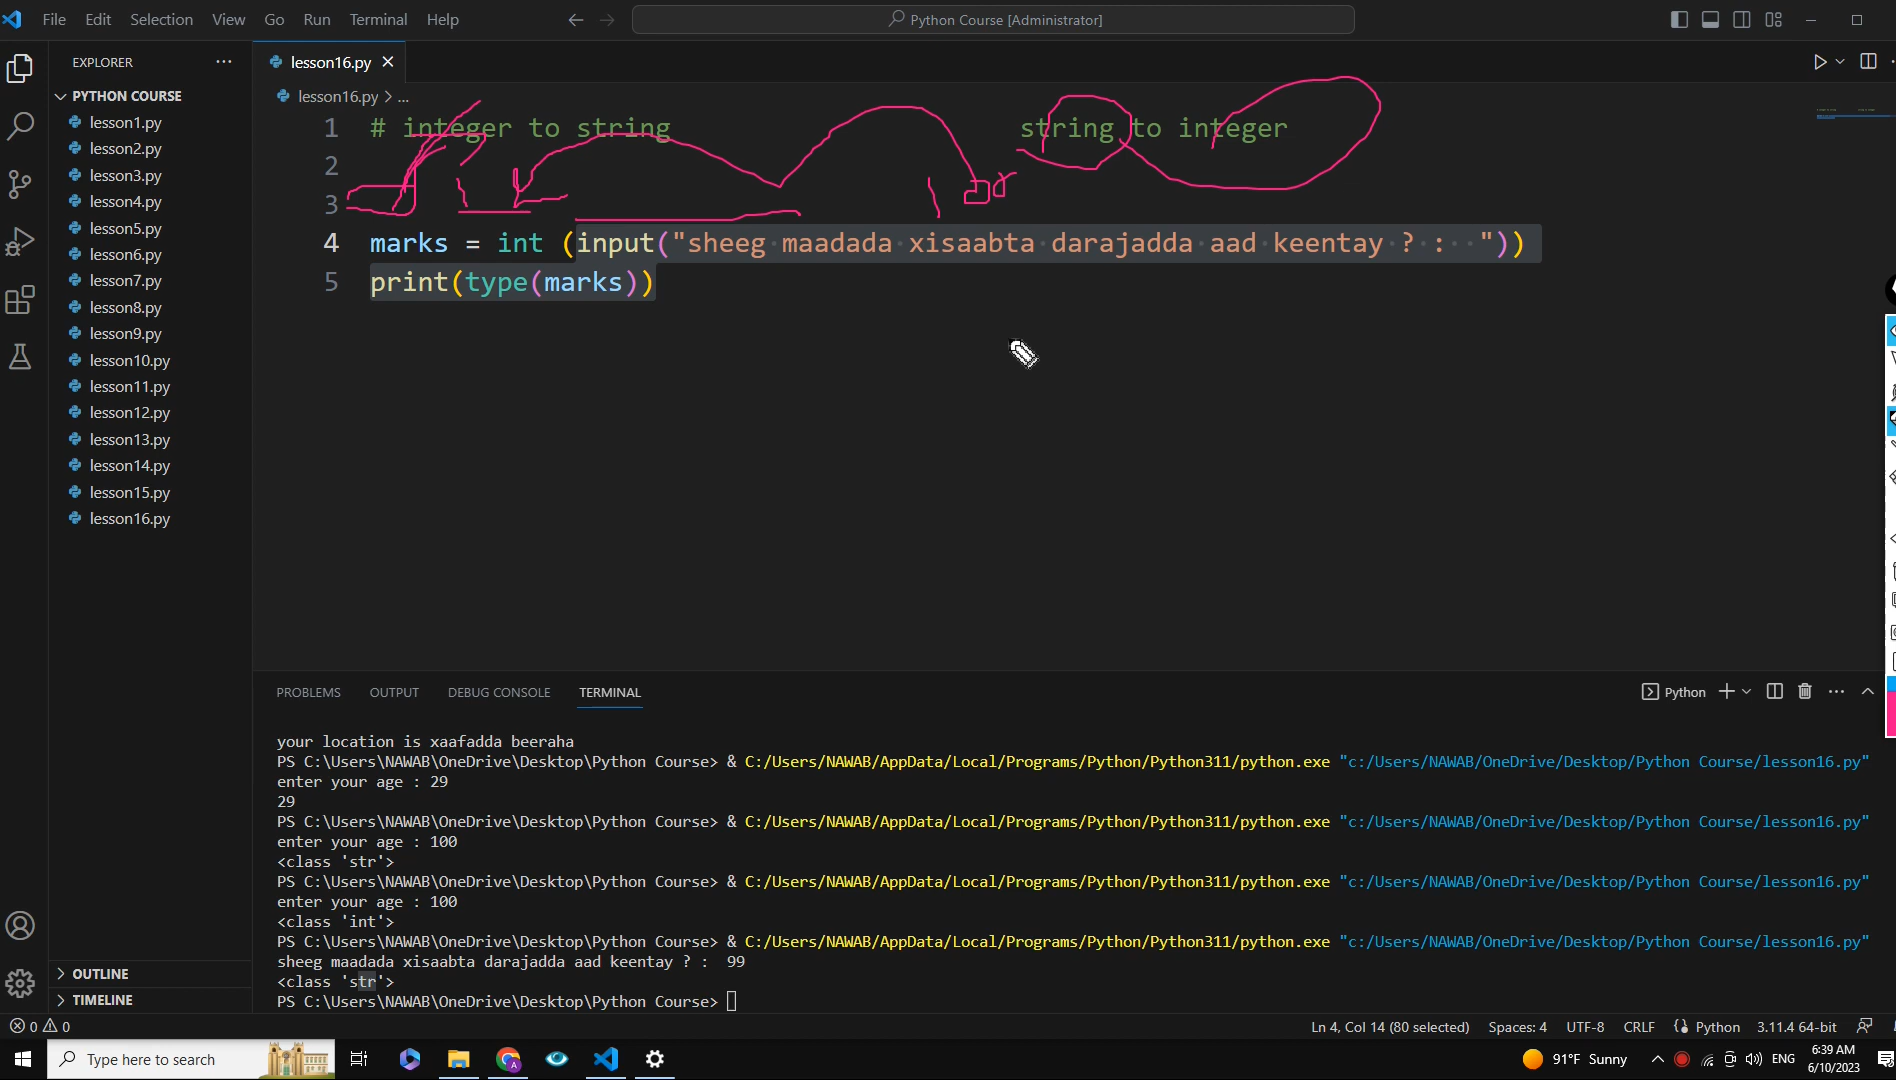 File Edit Selection View Go Run Terminal Help
Python Course [Administrator]
EXPLORER
PYTHON COURSE
lesson1.py
lesson2.py
lesson3.py
lesson4.py
lesson5.py
lesson6.py
lesson7.py
lesson8.py
lesson9.py
lesson10.py
lesson11.py
lesson12.py
lesson13.py
lesson14.py
lesson15.py
lesson16.py
OUTLINE
TIMELINE
lesson16.py
lesson16.py > ...
1 # integer to string string to integer
2
3
4 marks = int (input("sheeg maadada xisaabta darajadda aad keentay ? :  "))
5 print(type(marks))
PROBLEMS OUTPUT DEBUG CONSOLE TERMINAL
Python
your location is xaafadda beeraha
PS C:\Users\NAWAB\OneDrive\Desktop\Python Course> & C:/Users/NAWAB/AppData/Local/Programs/Python/Python311/python.exe "c:/Users/NAWAB/OneDrive/Desktop/Python Course/lesson16.py"
enter your age : 29
29
PS C:\Users\NAWAB\OneDrive\Desktop\Python Course> & C:/Users/NAWAB/AppData/Local/Programs/Python/Python311/python.exe "c:/Users/NAWAB/OneDrive/Desktop/Python Course/lesson16.py"
enter your age : 100
<class 'str'>
PS C:\Users\NAWAB\OneDrive\Desktop\Python Course> & C:/Users/NAWAB/AppData/Local/Programs/Python/Python311/python.exe "c:/Users/NAWAB/OneDrive/Desktop/Python Course/lesson16.py"
enter your age : 100
<class 'int'>
PS C:\Users\NAWAB\OneDrive\Desktop\Python Course> & C:/Users/NAWAB/AppData/Local/Programs/Python/Python311/python.exe "c:/Users/NAWAB/OneDrive/Desktop/Python Course/lesson16.py"
sheeg maadada xisaabta darajadda aad keentay ? :  99
<class 'str'>
PS C:\Users\NAWAB\OneDrive\Desktop\Python Course>
0 0 Ln 4, Col 14 (80 selected) Spaces: 4 UTF-8 CRLF Python 3.11.4 64-bit
Type here to search
91°F Sunny
ENG
6:39 AM
6/10/2023